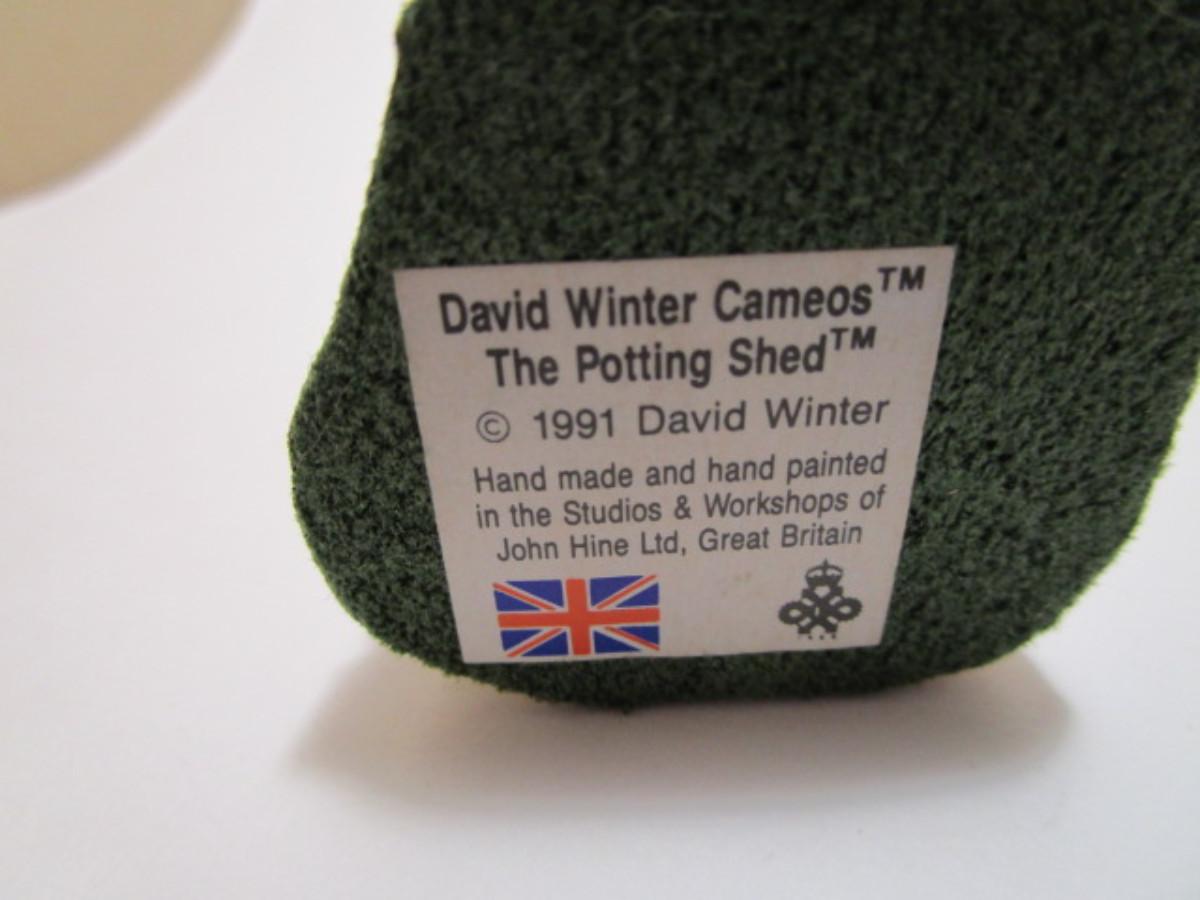 David Winter Cameos™
The Potting Shed™
© 1991 David Winter
Hand made and hand painted
in the Studios & Workshops of
John Hine Ltd, Great Britain